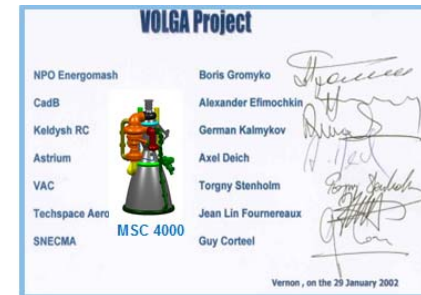 VOLGA Project
NPO Energomash Boris Gromyko
CadB Alexander Efimochkin
Keldysh RC German Kalmykov
Astrium Axel Deich
VAC Torgny Stenholm
Techspace Aero Jean Lin Fournereaux
MSC 4000
SNECMA Guy Corteel
Vernon , on the 29 January 2002